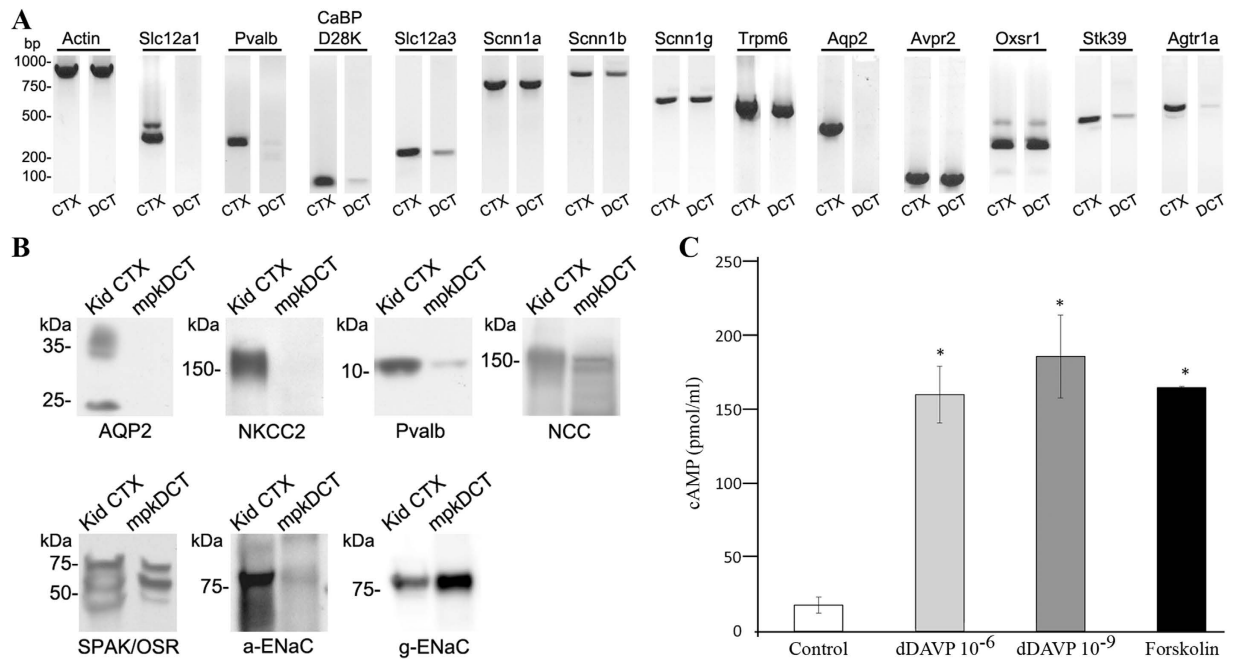 A
Actin Slc12a1 Pvalb CaBP D28K Slc12a3 Scnn1a Scnn1b Scnn1g Trpm6 Aqp2 Avpr2 Oxsr1 Stk39 Agtr1a
bp
1000-
750-
500-
200-
100-
CTX DCT CTX DCT CTX DCT CTX DCT CTX DCT CTX DCT CTX DCT CTX DCT CTX DCT CTX DCT CTX DCT CTX DCT CTX DCT CTX DCT
B
Kid CTX mpkDCT Kid CTX mpkDCT Kid CTX mpkDCT Kid CTX mpkDCT
kDa kDa kDa kDa
35- 150- 10- 150-
25-
AQP2 NKCC2 Pvalb NCC
Kid CTX mpkDCT Kid CTX mpkDCT Kid CTX mpkDCT
kDa kDa kDa
75- 75- 75-
50-
SPAK/OSR a-ENaC g-ENaC
C
cAMP (pmol/ml)
250
200
150
100
50
0
* * *
Control dDAVP 10-6 dDAVP 10-9 Forskolin